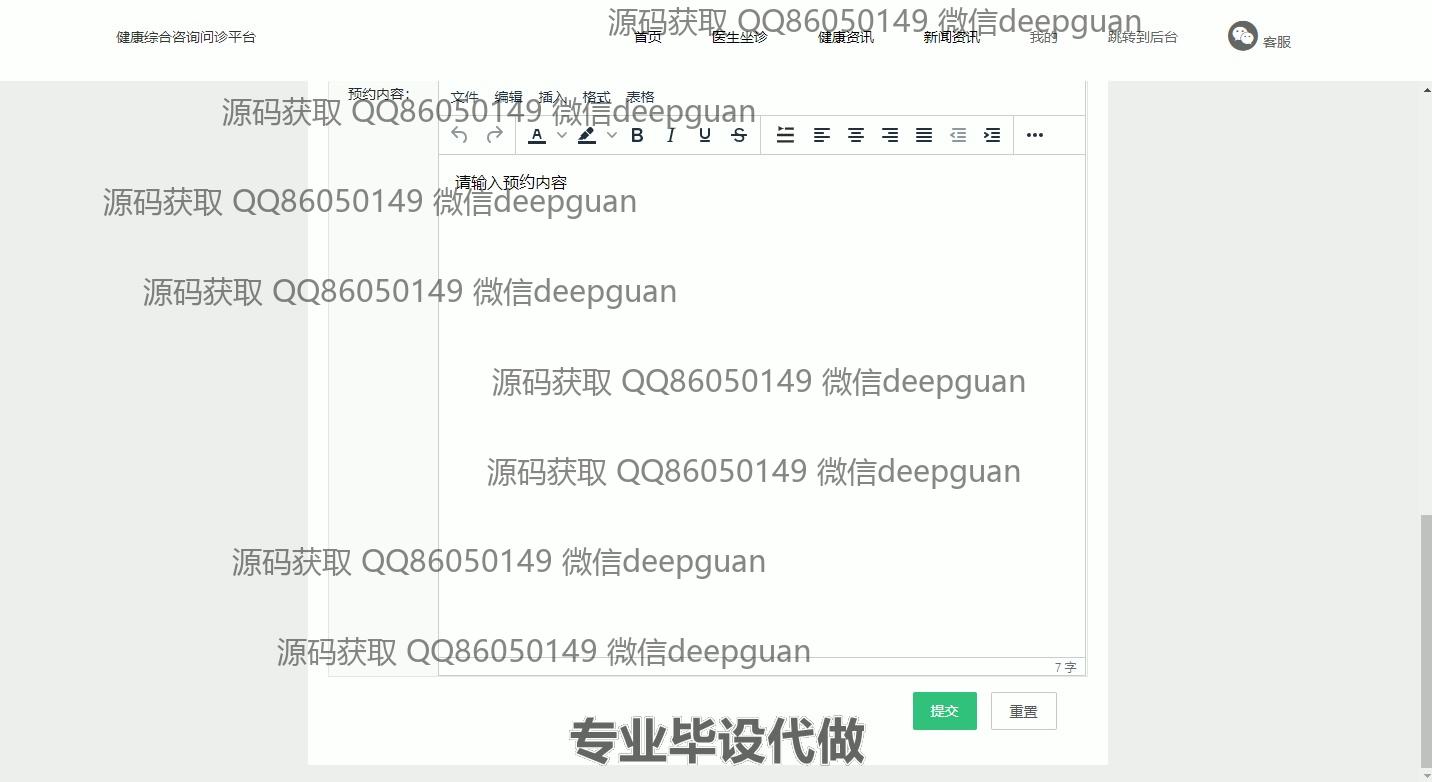 源码获取 QQ86050149 微信deepguan
健康综合咨询问诊平台 首页 医生坐诊 健康资讯 新闻资讯 我的 跳转到后台 客服
预约内容： 文件 编辑 插入 格式 表格
源码获取 QQ86050149 微信deepguan
请输入预约内容
源码获取 QQ86050149 微信deepguan
源码获取 QQ86050149 微信deepguan
源码获取 QQ86050149 微信deepguan
源码获取 QQ86050149 微信deepguan
源码获取 QQ86050149 微信deepguan
源码获取 QQ86050149 微信deepguan
7 字
提交 重置
专业毕设代做